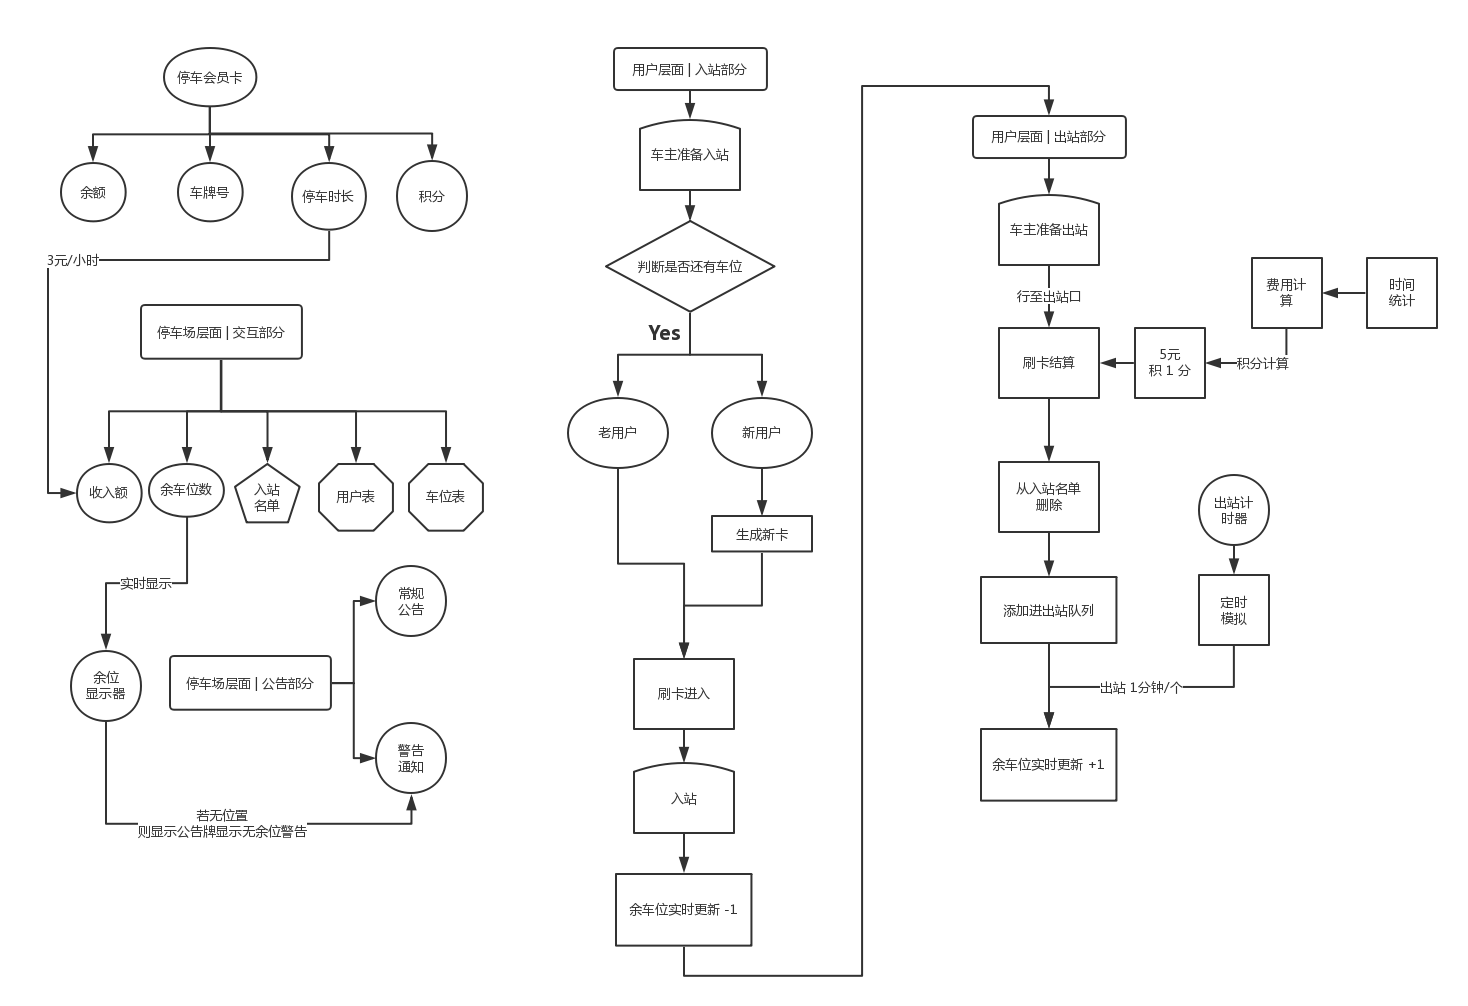 停车会员卡
余额
车牌号
停车时长
积分
3元/小时
停车场层面 | 交互部分
收入额
余车位数
入站
名单
用户表
车位表
实时显示
余位
显示器
停车场层面 | 公告部分
常规
公告
警告
通知
若无位置
则显示公告牌显示无余位警告
用户层面 | 入站部分
车主准备入站
判断是否还有车位
Yes
老用户
新用户
生成新卡
刷卡进入
入站
余车位实时更新 -1
用户层面 | 出站部分
车主准备出站
行至出站口
刷卡结算
5元
积 1 分
积分计算
费用计
算
时间
统计
从入站名单
删除
添加进出站队列
出站计
时器
定时
模拟
出站 1分钟/个
余车位实时更新 +1